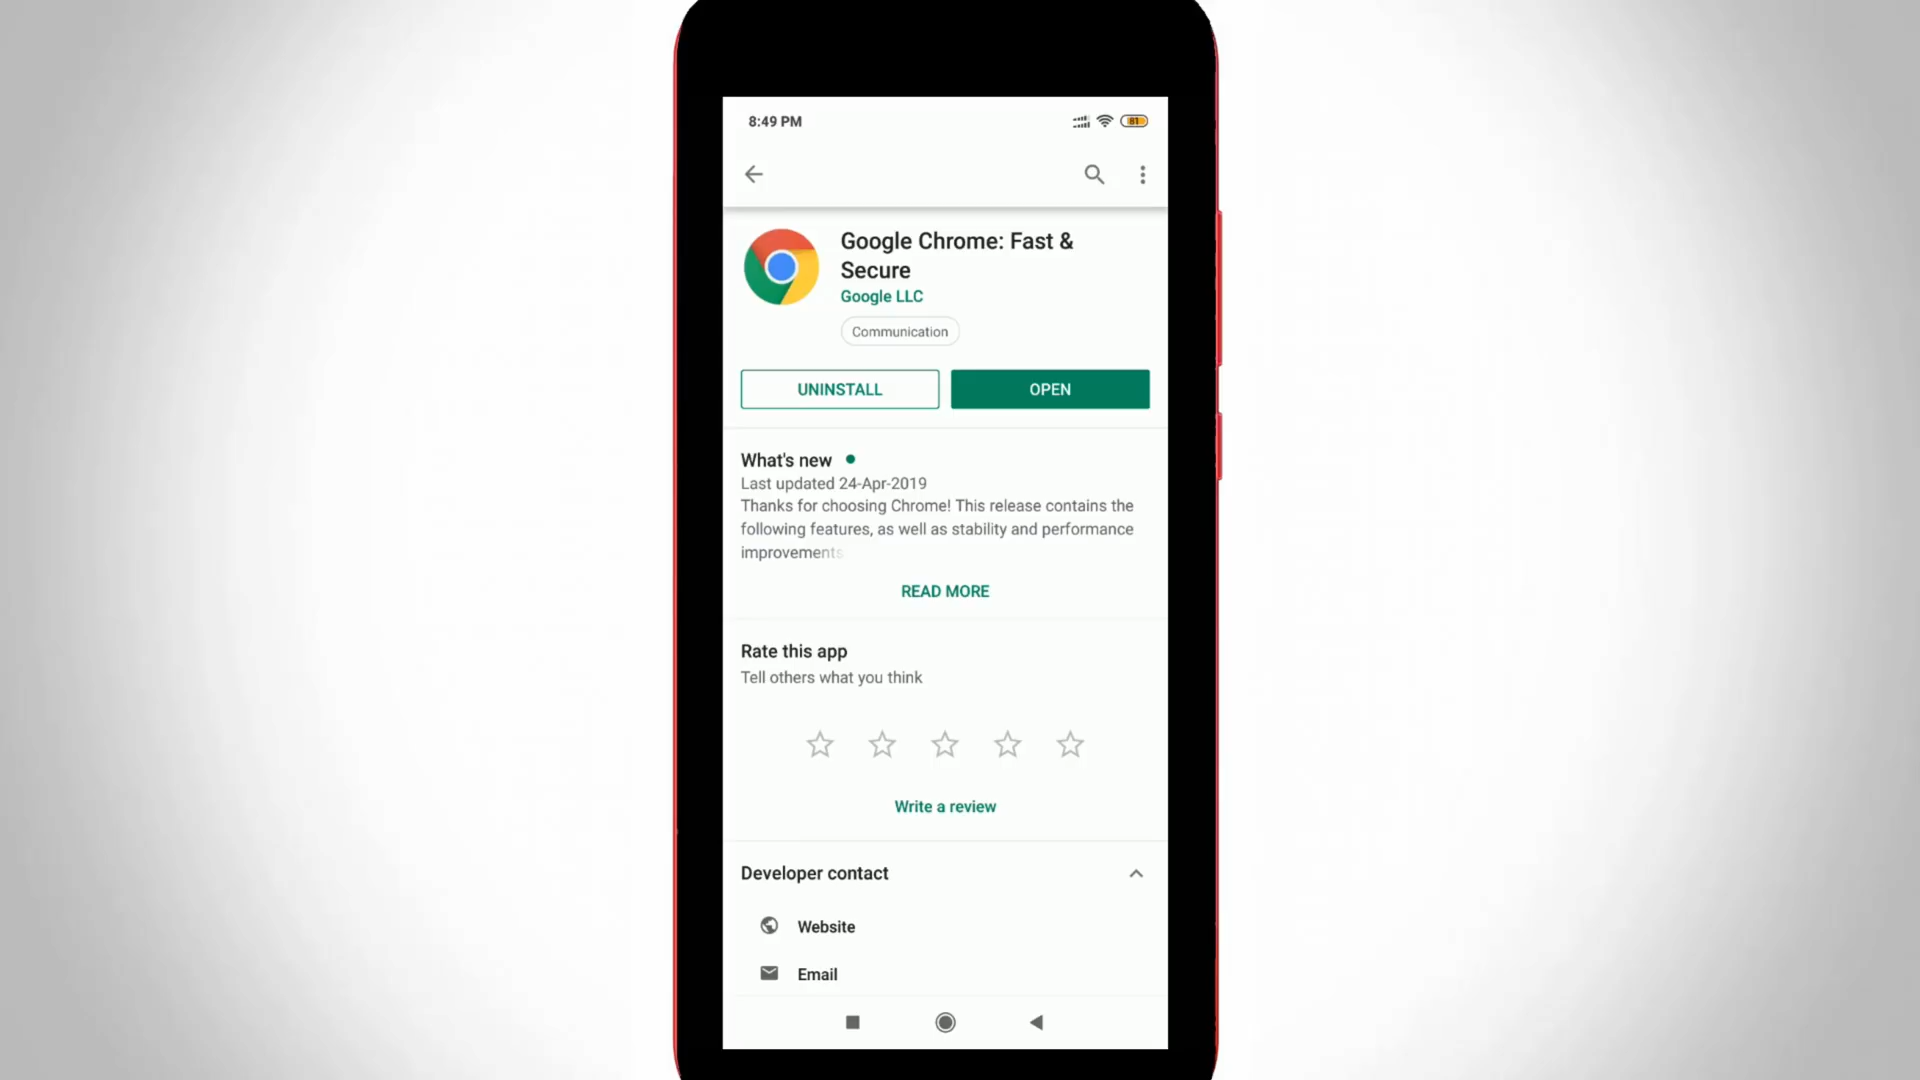 8:49 PM
81
Google Chrome: Fast &
Secure
Google LLC
Communication
UNINSTALL
OPEN
What's new
Last updated 24-Apr-2019
Thanks for choosing Chrome! This release contains the
following features, as well as stability and performance
improvements
READ MORE
Rate this app
Tell others what you think
Write a review
Developer contact
Website
Email